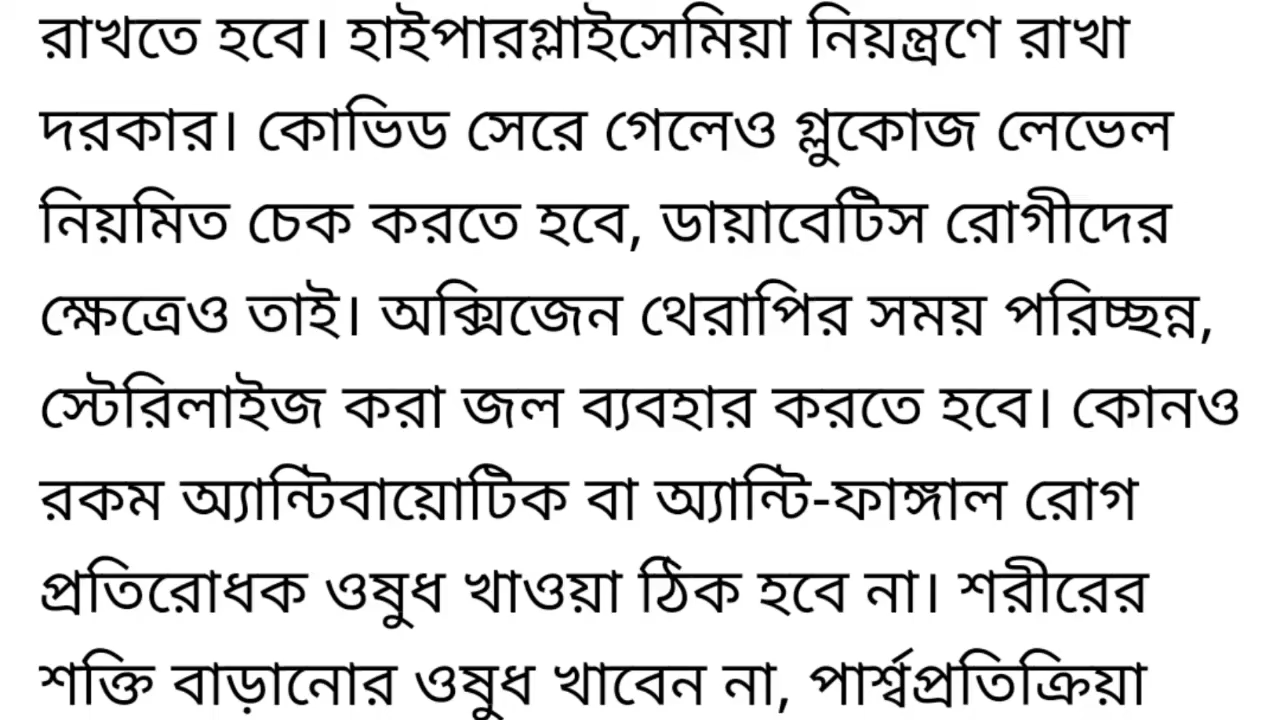 রাখতে হবে। হাইপারগ্লাইসেমিয়া নিয়ন্ত্রণে রাখা
দরকার। কোভিড সেরে গেলেও গ্লুকোজ লেভেল
নিয়মিত চেক করতে হবে, ডায়াবেটিস রোগীদের
ক্ষেত্রেও তাই। অক্সিজেন থেরাপির সময় পরিচ্ছন্ন,
স্টেরিলাইজ করা জল ব্যবহার করতে হবে। কোনও
রকম অ্যান্টিবায়োটিক বা অ্যান্টি-ফাঙ্গাল রোগ
প্রতিরোধক ওষুধ খাওয়া ঠিক হবে না। শরীরের
শক্তি বাড়ানোর ওষুধ খাবেন না, পার্শ্বপ্রতিক্রিয়া